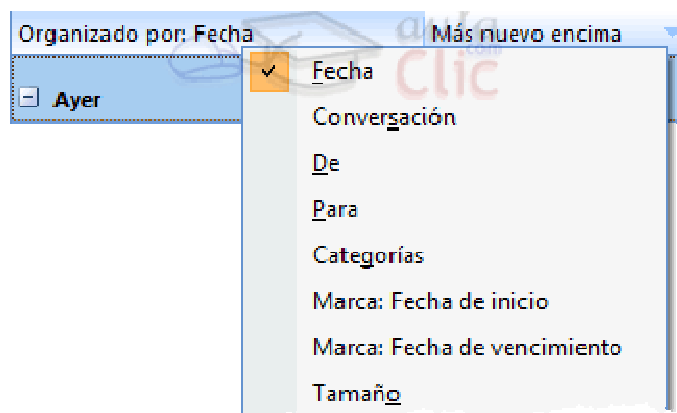 Organizado por: Fecha Más nuevo encima
aula
.com
Clic
Ayer
Fecha
Conversación
De
Para
Categorías
Marca: Fecha de inicio
Marca: Fecha de vencimiento
Tamaño